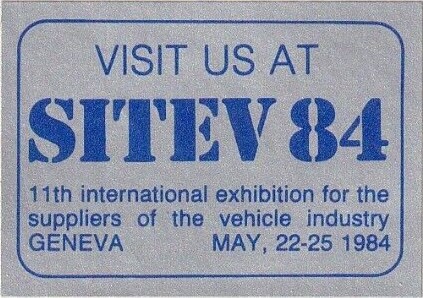 VISIT US AT
SITEV 84
11th international exhibition for the
suppliers of the vehicle industry
GENEVA MAY, 22-25 1984